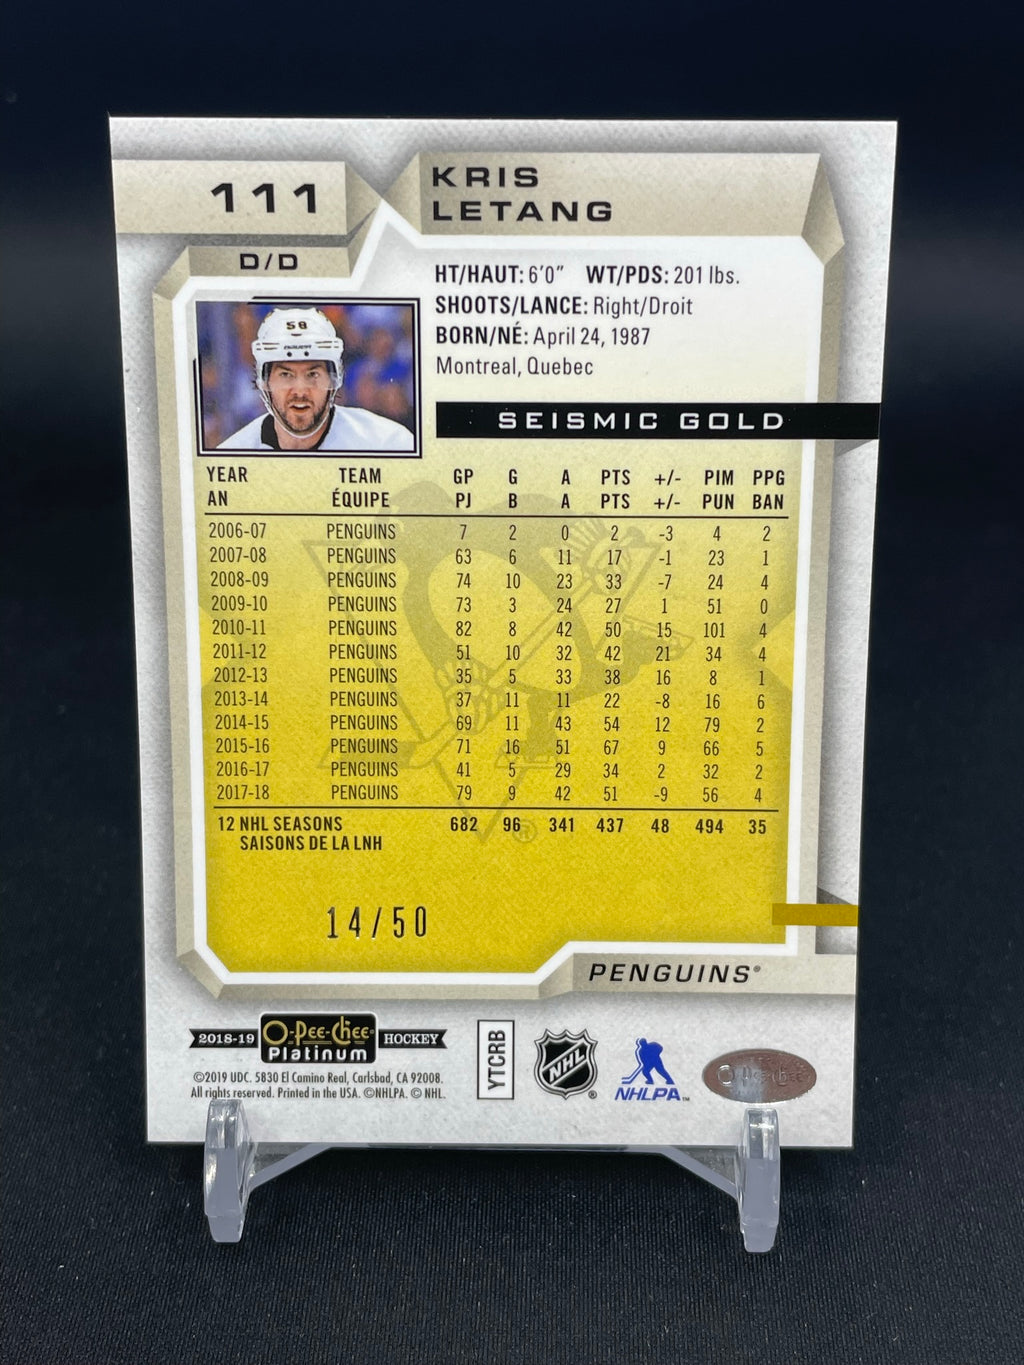 111
KRIS
LETANG
D/D
HT/HAUT: 6'0" WT/PDS: 201 lbs.
SHOOTS/LANCE: Right/Droit
BORN/NÉ: April 24, 1987
Montreal, Quebec
58
BAUER
SEISMIC GOLD
YEAR TEAM GP G A PTS +/- PIM PPG
AN ÉQUIPE PJ B A PTS +/- PUN BAN
2006-07 PENGUINS 7 2 0 2 -3 4 2
2007-08 PENGUINS 63 6 11 17 -1 23 1
2008-09 PENGUINS 74 10 23 33 -7 24 4
2009-10 PENGUINS 73 3 24 27 1 51 0
2010-11 PENGUINS 82 8 42 50 15 101 4
2011-12 PENGUINS 51 10 32 42 21 34 4
2012-13 PENGUINS 35 5 33 38 16 8 1
2013-14 PENGUINS 37 11 11 22 -8 16 6
2014-15 PENGUINS 69 11 43 54 12 79 2
2015-16 PENGUINS 71 16 51 67 9 66 5
2016-17 PENGUINS 41 5 29 34 2 32 2
2017-18 PENGUINS 79 9 42 51 -9 56 4
12 NHL SEASONS 682 96 341 437 48 494 35
SAISONS DE LA LNH
®
14/50
PENGUINS®
2018-19 O-Pee-Chee® HOCKEY
Platinum
©2019 UDC. 5830 El Camino Real, Carlsbad, CA 92008.
All rights reserved. Printed in the USA. ©NHLPA. © NHL.
YTCRB
NHL®
NHLPA™
O-Pee-Chee